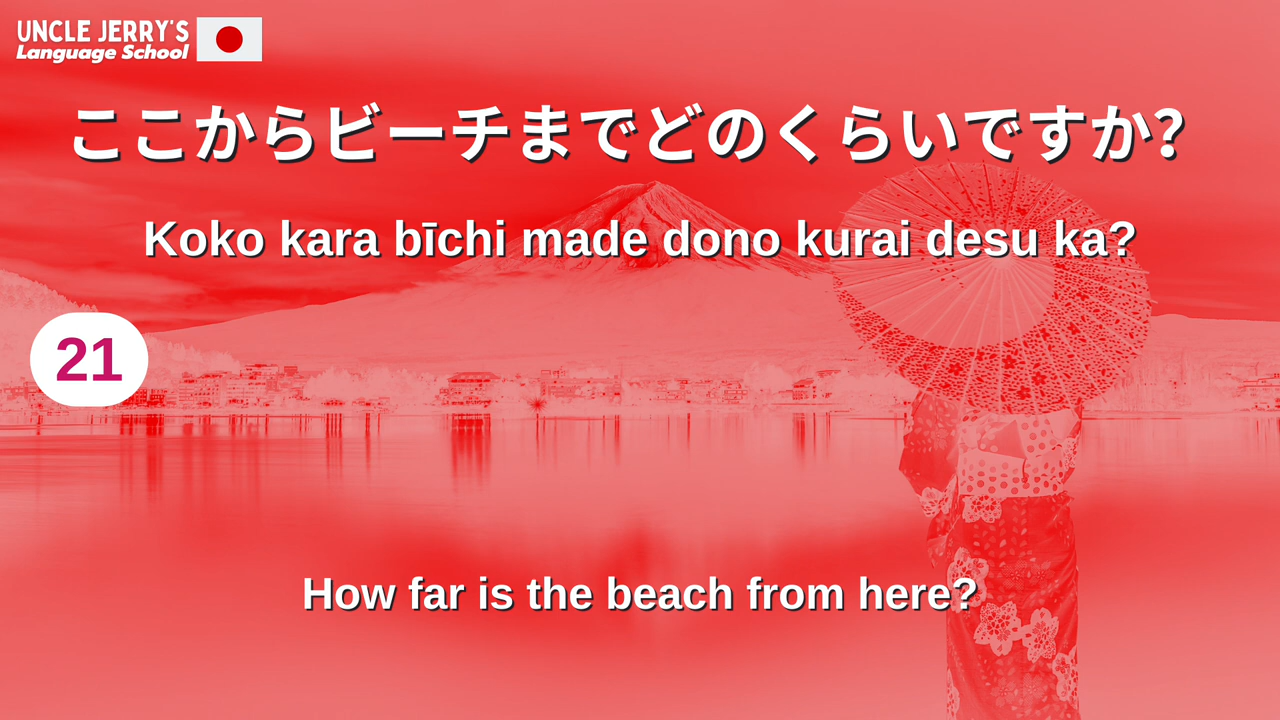 UNCLE JERRY'S
Language School
ここからビーチまでどのくらいですか?
Koko kara bīchi made dono kurai desu ka?
21
How far is the beach from here?